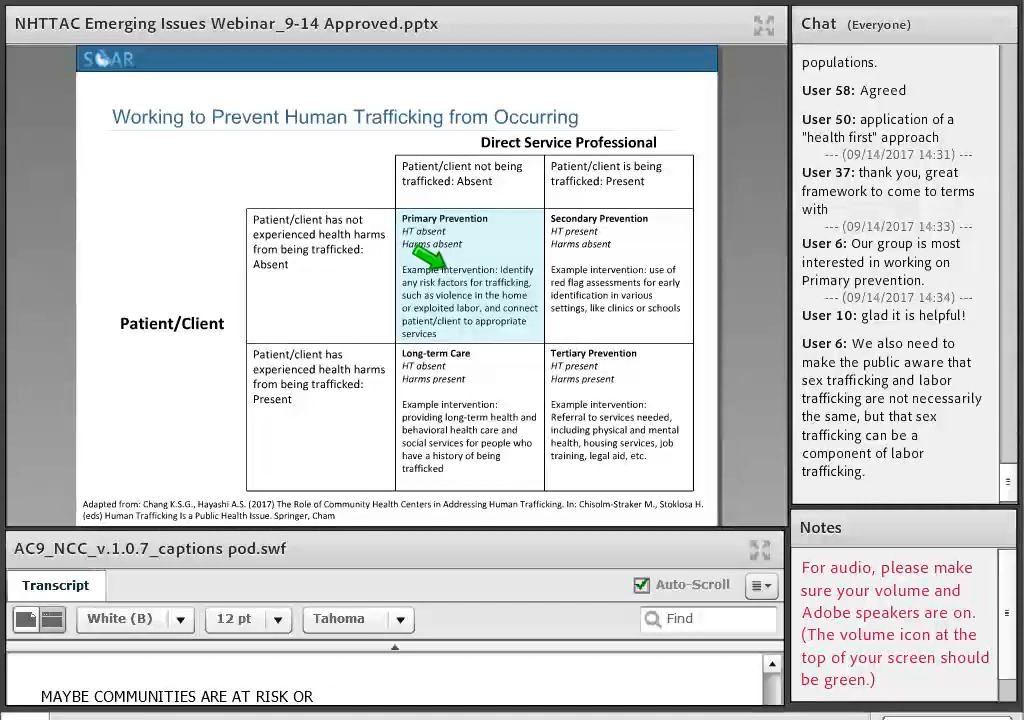 NHTTAC Emerging Issues Webinar_9-14 Approved.pptx
SOAR
Working to Prevent Human Trafficking from Occurring
Direct Service Professional
Patient/client not being
trafficked: Absent
Patient/client is being
trafficked: Present
Patient/client has not
experienced health harms
from being trafficked:
Absent
Primary Prevention
HT absent
Harms absent
Example intervention: Identify
any risk factors for trafficking,
such as violence in the home
or exploited labor, and connect
patient/client to appropriate
services
Secondary Prevention
HT present
Harms absent
Example intervention: use of
red flag assessments for early
identification in various
settings, like clinics or schools
Patient/Client
Patient/client has
experienced health harms
from being trafficked:
Present
Long-term Care
HT absent
Harms present
Example intervention:
providing long-term health and
behavioral health care and
social services for people who
have a history of being
trafficked
Tertiary Prevention
HT present
Harms present
Example intervention:
Referral to services needed,
including physical and mental
health, housing services, job
training, legal aid, etc.
Adapted from: Chang K.S.G., Hayashi A.S. (2017) The Role of Community Health Centers in Addressing Human Trafficking. In: Chisolm-Straker M., Stoklosa H.
(eds) Human Trafficking Is a Public Health Issue. Springer, Cham
AC9_NCC_v.1.0.7_captions pod.swf
Transcript
Auto-Scroll
White (B)
12 pt
Tahoma
Find
MAYBE COMMUNITIES ARE AT RISK OR
Chat (Everyone)
populations.
User 58: Agreed
User 50: application of a
"health first" approach
--- (09/14/2017 14:31) ---
User 37: thank you, great
framework to come to terms
with
--- (09/14/2017 14:33) ---
User 6: Our group is most
interested in working on
Primary prevention.
--- (09/14/2017 14:34) ---
User 10: glad it is helpful!
User 6: We also need to
make the public aware that
sex trafficking and labor
trafficking are not necessarily
the same, but that sex
trafficking can be a
component of labor
trafficking.
Notes
For audio, please make
sure your volume and
Adobe speakers are on.
(The volume icon at the
top of your screen should
be green.)